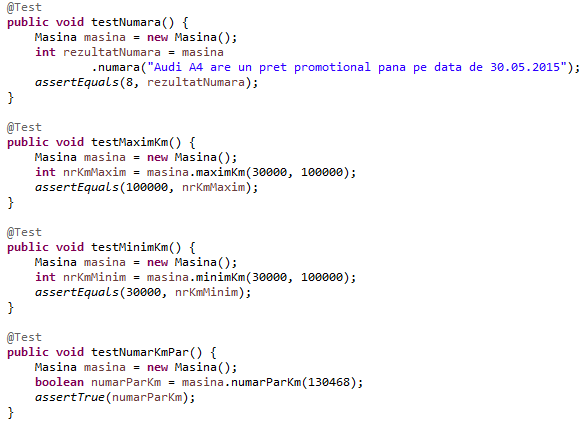 @Test
public void testNumara() {
    Masina masina = new Masina();
    int rezultatNumara = masina
            .numara("Audi A4 are un pret promotional pana pe data de 30.05.2015");
    assertEquals(8, rezultatNumara);
}
@Test
public void testMaximKm() {
    Masina masina = new Masina();
    int nrKmMaxim = masina.maximKm(30000, 100000);
    assertEquals(100000, nrKmMaxim);
}
@Test
public void testMinimKm() {
    Masina masina = new Masina();
    int nrKmMinim = masina.minimKm(30000, 100000);
    assertEquals(30000, nrKmMinim);
}
@Test
public void testNumarKmPar() {
    Masina masina = new Masina();
    boolean numarParKm = masina.numarParKm(130468);
    assertTrue(numarParKm);
}